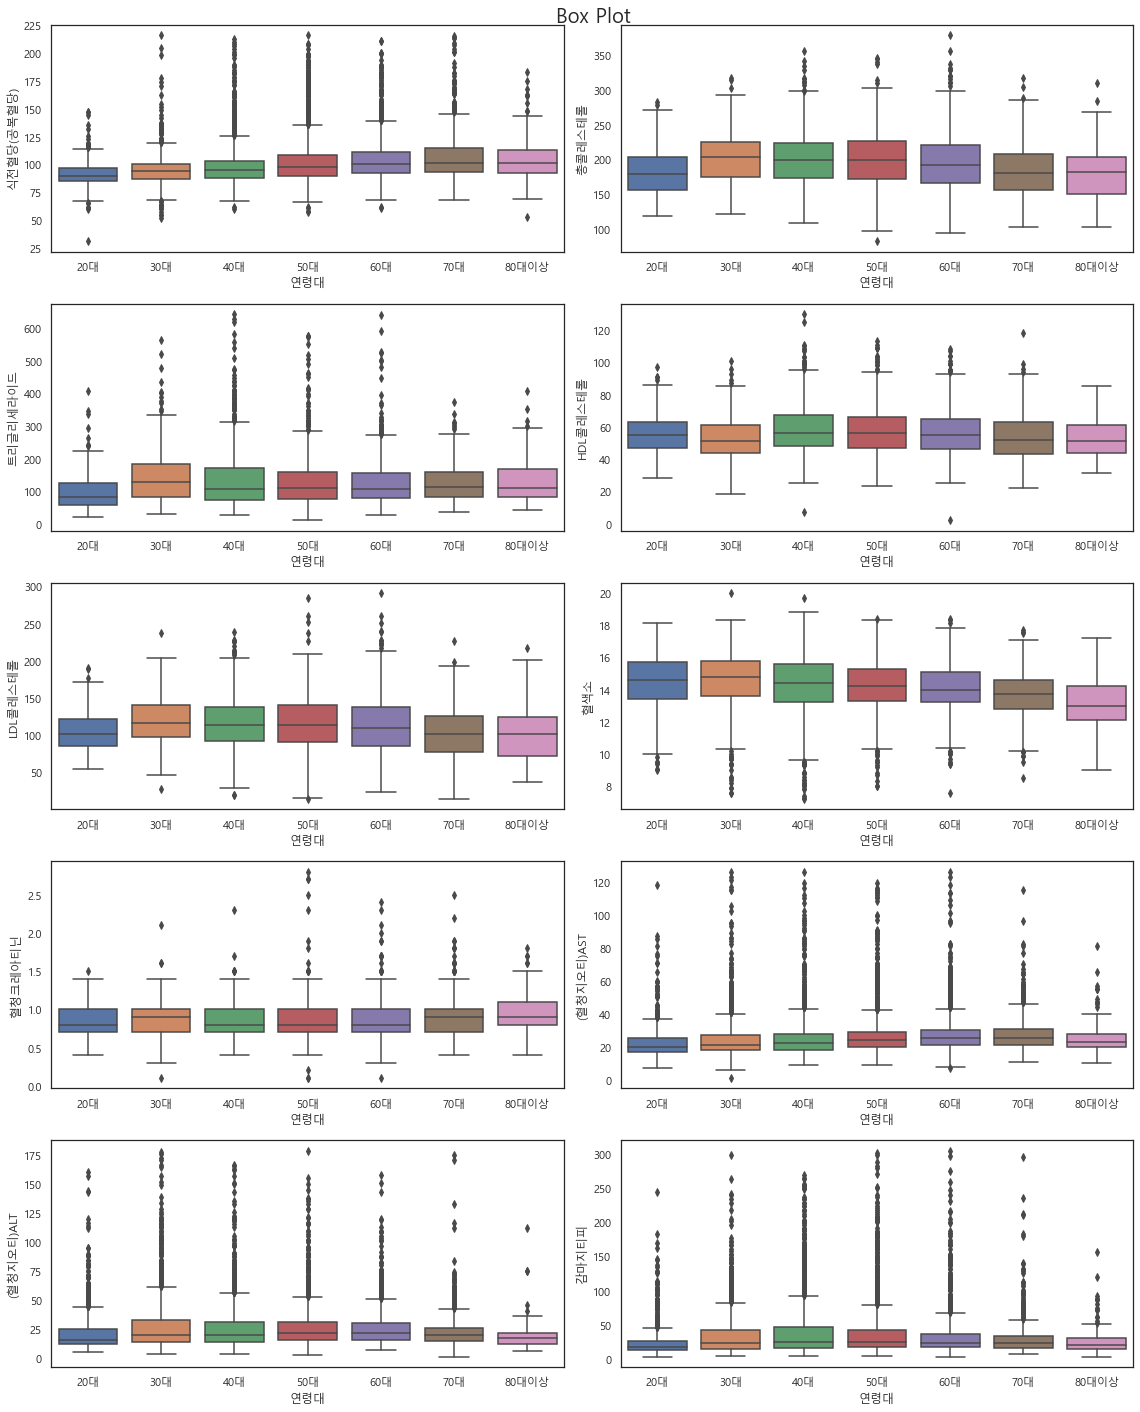 Box Plot
식전혈당(공복혈당)
225
200
175
150
125
100
75
50
25
20대 30대 40대 50대 60대 70대 80대이상
연령대
총콜레스테롤
350
300
250
200
150
100
20대 30대 40대 50대 60대 70대 80대이상
연령대
트리글리세라이드
600
500
400
300
200
100
0
20대 30대 40대 50대 60대 70대 80대이상
연령대
HDL콜레스테롤
120
100
80
60
40
20
0
20대 30대 40대 50대 60대 70대 80대이상
연령대
LDL콜레스테롤
300
250
200
150
100
50
20대 30대 40대 50대 60대 70대 80대이상
연령대
혈색소
20
18
16
14
12
10
8
20대 30대 40대 50대 60대 70대 80대이상
연령대
혈청크레아티닌
2.5
2.0
1.5
1.0
0.5
0.0
20대 30대 40대 50대 60대 70대 80대이상
연령대
(혈청지오티)AST
120
100
80
60
40
20
0
20대 30대 40대 50대 60대 70대 80대이상
연령대
(혈청지오티)ALT
175
150
125
100
75
50
25
0
20대 30대 40대 50대 60대 70대 80대이상
연령대
감마지티피
300
250
200
150
100
50
0
20대 30대 40대 50대 60대 70대 80대이상
연령대